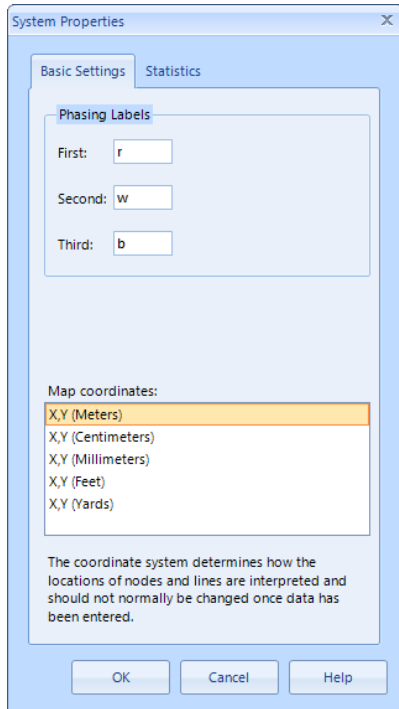 System Properties X
Basic Settings Statistics
Phasing Labels
First: r
Second: w
Third: b
Map coordinates:
X,Y (Meters)
X,Y (Centimeters)
X,Y (Millimeters)
X,Y (Feet)
X,Y (Yards)
The coordinate system determines how the
locations of nodes and lines are interpreted and
should not normally be changed once data has
been entered.
OK Cancel Help